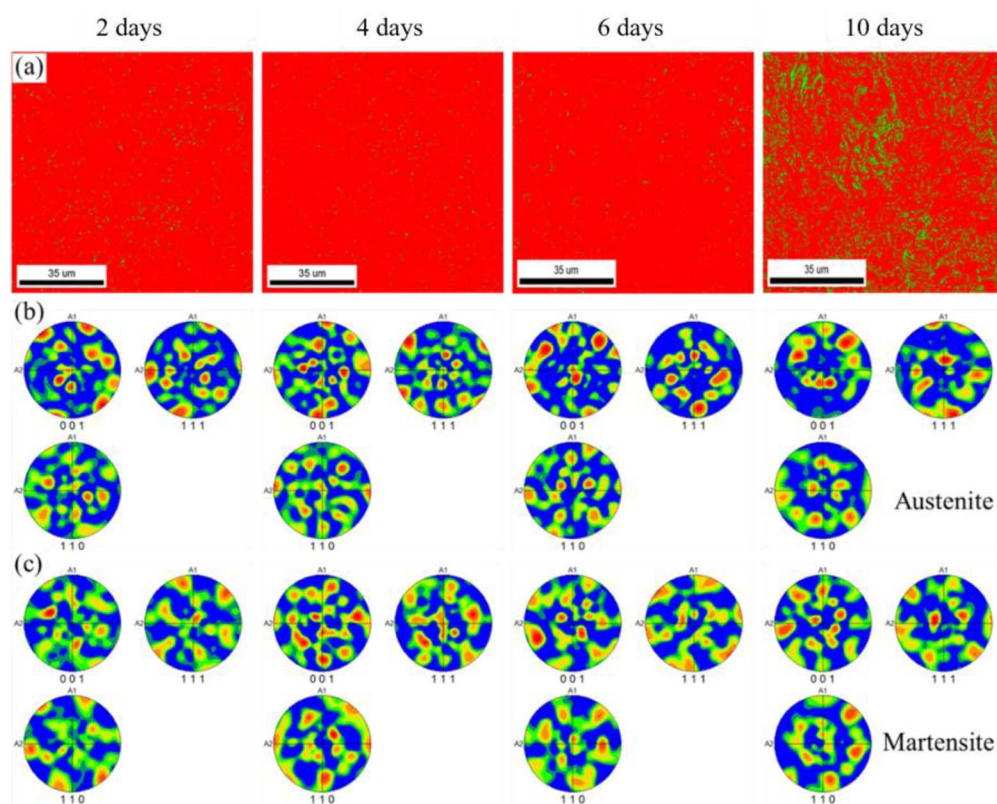 2 days 4 days 6 days 10 days
(a)
35 um 35 um 35 um 35 um
(b)
A1 A1 A1 A1 A1 A1 A1 A1
A2 A2 A2 A2 A2 A2 A2 A2
0 0 1 1 1 1 0 0 1 1 1 1 0 0 1 1 1 1 0 0 1 1 1 1
A1 A1 A1 A1
A2 A2 A2 A2 Austenite
1 1 0 1 1 0 1 1 0 1 1 0
(c)
A1 A1 A1 A1 A1 A1 A1 A1
A2 A2 A2 A2 A2 A2 A2 A2
0 0 1 1 1 1 0 0 1 1 1 1 0 0 1 1 1 1 0 0 1 1 1 1
A1 A1 A1 A1
A2 A2 A2 A2 Martensite
1 1 0 1 1 0 1 1 0 1 1 0